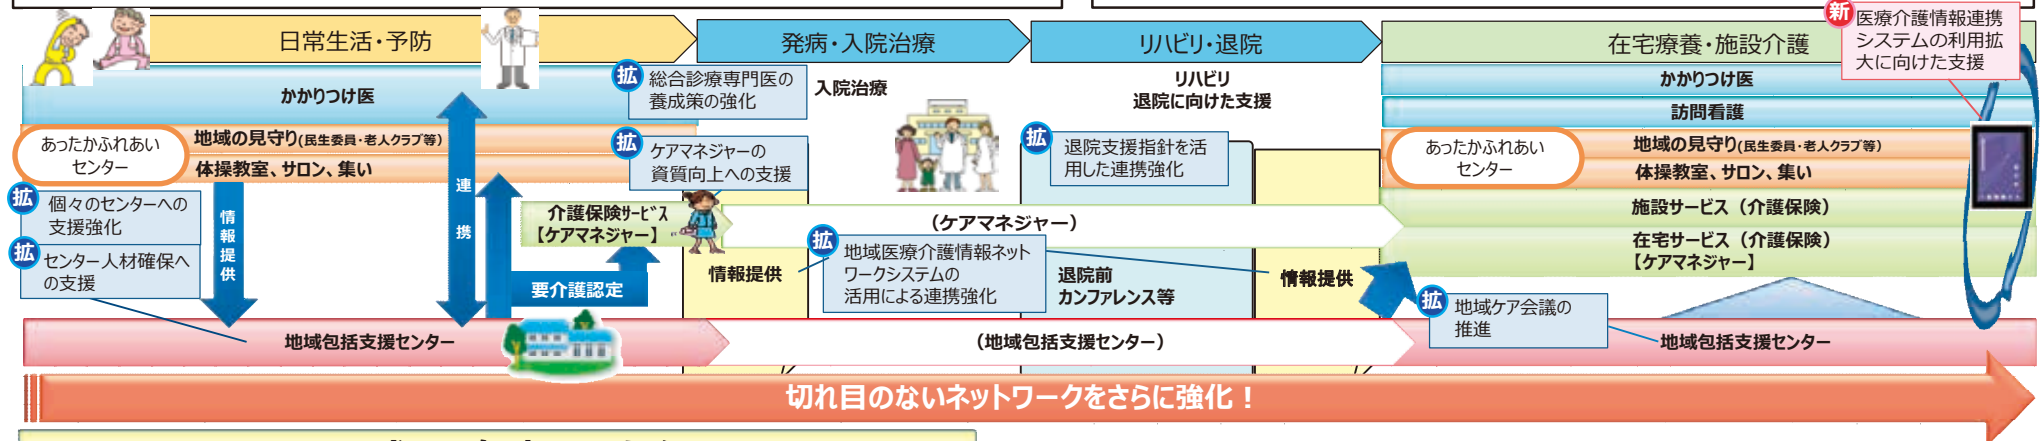 日常生活・予防
発病・入院治療
リハビリ・退院
在宅療養・施設介護
新
医療介護情報連携
システムの利用拡
大に向けた支援
かかりつけ医
拡
総合診療専門医の
養成策の強化
入院治療
リハビリ
退院に向けた支援
かかりつけ医
訪問看護
あったかふれあい
センター
地域の見守り(民生委員・老人クラブ等)
体操教室、サロン、集い
拡
ケアマネジャーの
資質向上への支援
拡
退院支援指針を活
用した連携強化
あったかふれあい
センター
地域の見守り(民生委員・老人クラブ等)
体操教室、サロン、集い
拡
個々のセンターへの
支援強化
拡
センター人材確保へ
の支援
情報提供
連携
介護保険サービス
【ケアマネジャー】
要介護認定
(ケアマネジャー)
施設サービス(介護保険)
在宅サービス(介護保険)
【ケアマネジャー】
情報提供
拡
地域医療介護情報ネット
ワークシステムの
活用による連携強化
退院前
カンファレンス等
情報提供
拡
地域ケア会議の
推進
地域包括支援センター
(地域包括支援センター)
地域包括支援センター
切れ目のないネットワークをさらに強化!